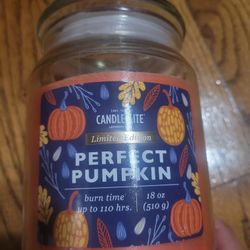 CANDLE-LITE
Limited Edition
PERFECT
PUMPKIN
burn time
up to 110 hrs.
18 oz
(510 g)